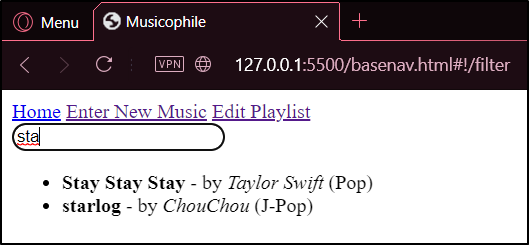 Menu Musicophile
VPN 127.0.0.1:5500/basenav.html#!/filter
Home Enter New Music Edit Playlist
sta
Stay Stay Stay - by Taylor Swift (Pop)
starlog - by ChouChou (J-Pop)